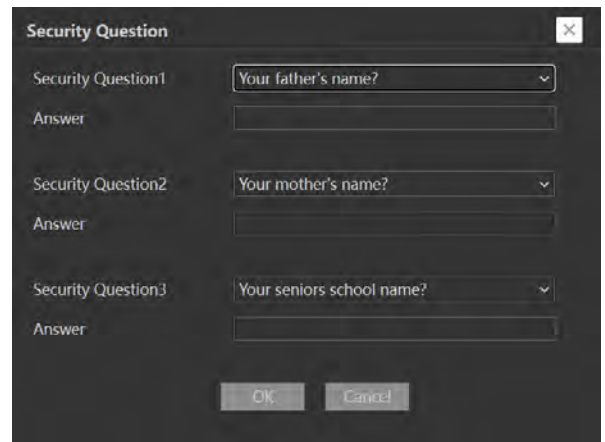 Security Question
Security Question1 Your father's name?
Answer
Security Question2 Your mother's name?
Answer
Security Question3 Your seniors school name?
Answer
OK Cancel